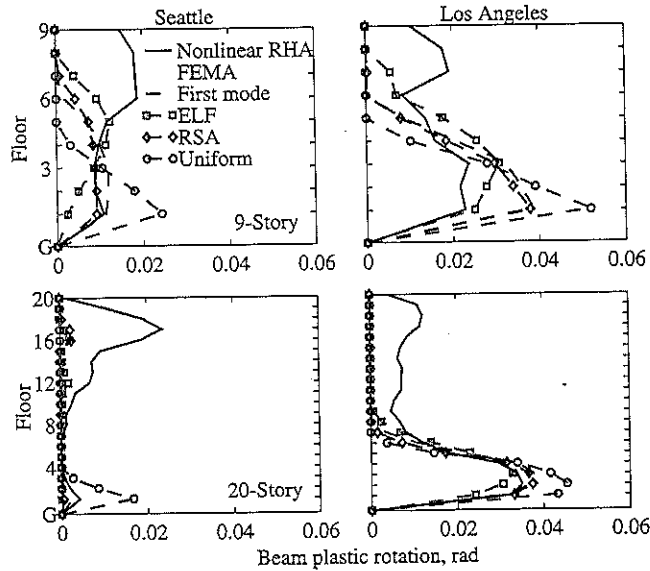 Seattle
Los Angeles
9
6
3
G
Floor
Nonlinear RHA
FEMA
First mode
ELF
RSA
Uniform
9-Story
0 0.02 0.04 0.06
0 0.02 0.04 0.06
20
16
12
8
4
G
Floor
20-Story
0 0.02 0.04 0.06
0 0.02 0.04 0.06
Beam plastic rotation, rad